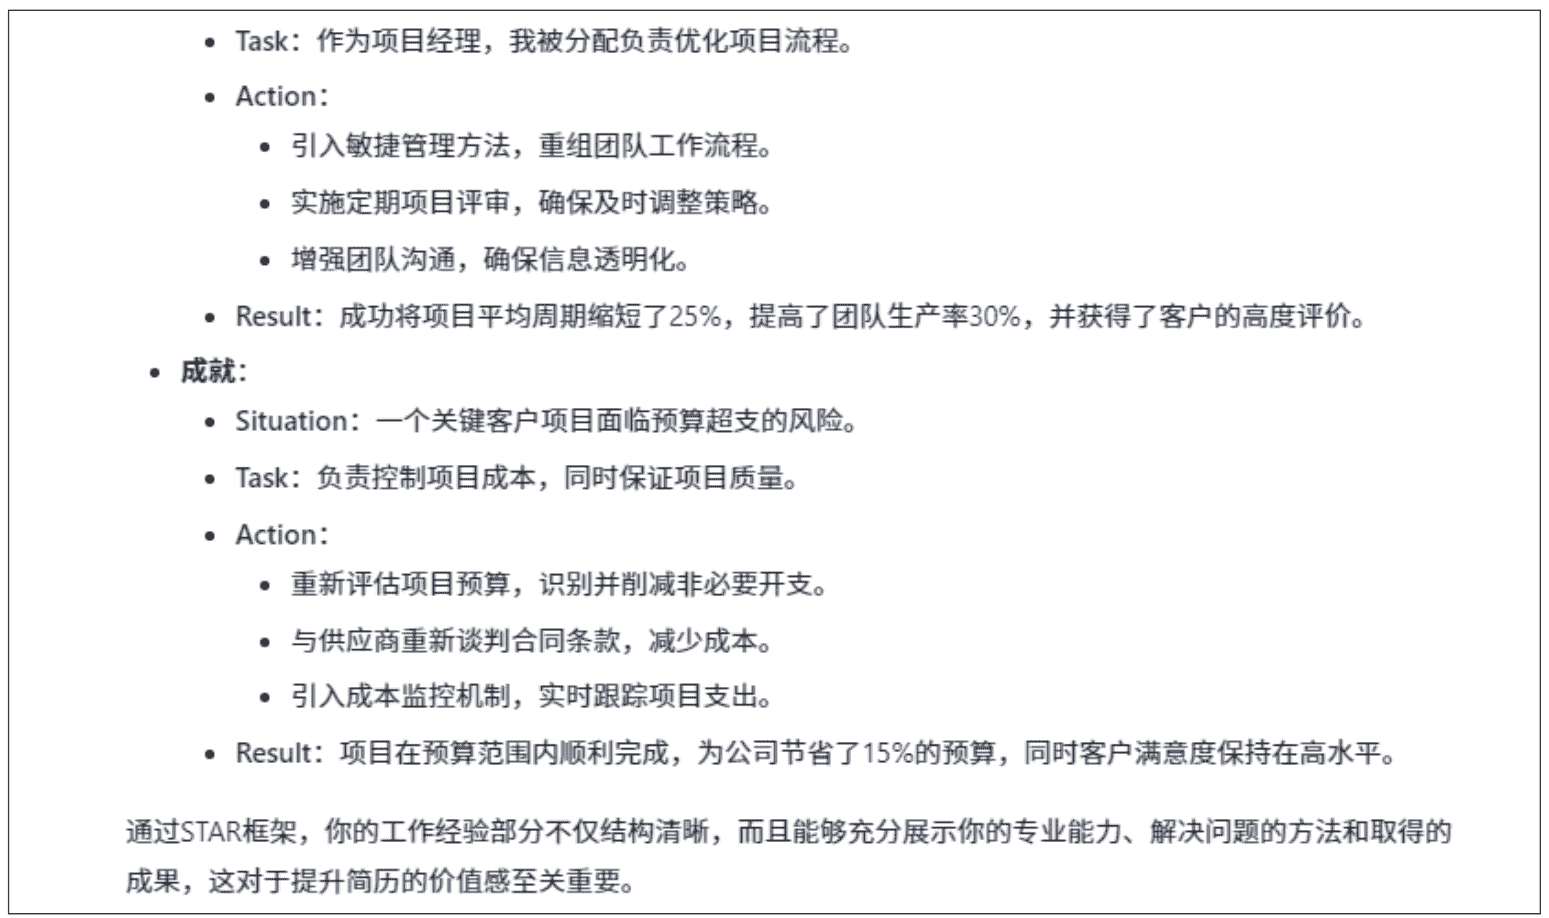 • Task：作为项目经理，我被分配负责优化项目流程。
• Action：
• 引入敏捷管理方法，重组团队工作流程。
• 实施定期项目评审，确保及时调整策略。
• 增强团队沟通，确保信息透明化。
• Result：成功将项目平均周期缩短了25%，提高了团队生产率30%，并获得了客户的高度评价。
• 成就：
• Situation：一个关键客户项目面临预算超支的风险。
• Task：负责控制项目成本，同时保证项目质量。
• Action：
• 重新评估项目预算，识别并削减非必要开支。
• 与供应商重新谈判合同条款，减少成本。
• 引入成本监控机制，实时跟踪项目支出。
• Result：项目在预算范围内顺利完成，为公司节省了15%的预算，同时客户满意度保持在高水平。
通过STAR框架，你的工作经验部分不仅结构清晰，而且能够充分展示你的专业能力、解决问题的方法和取得的
成果，这对于提升简历的价值感至关重要。